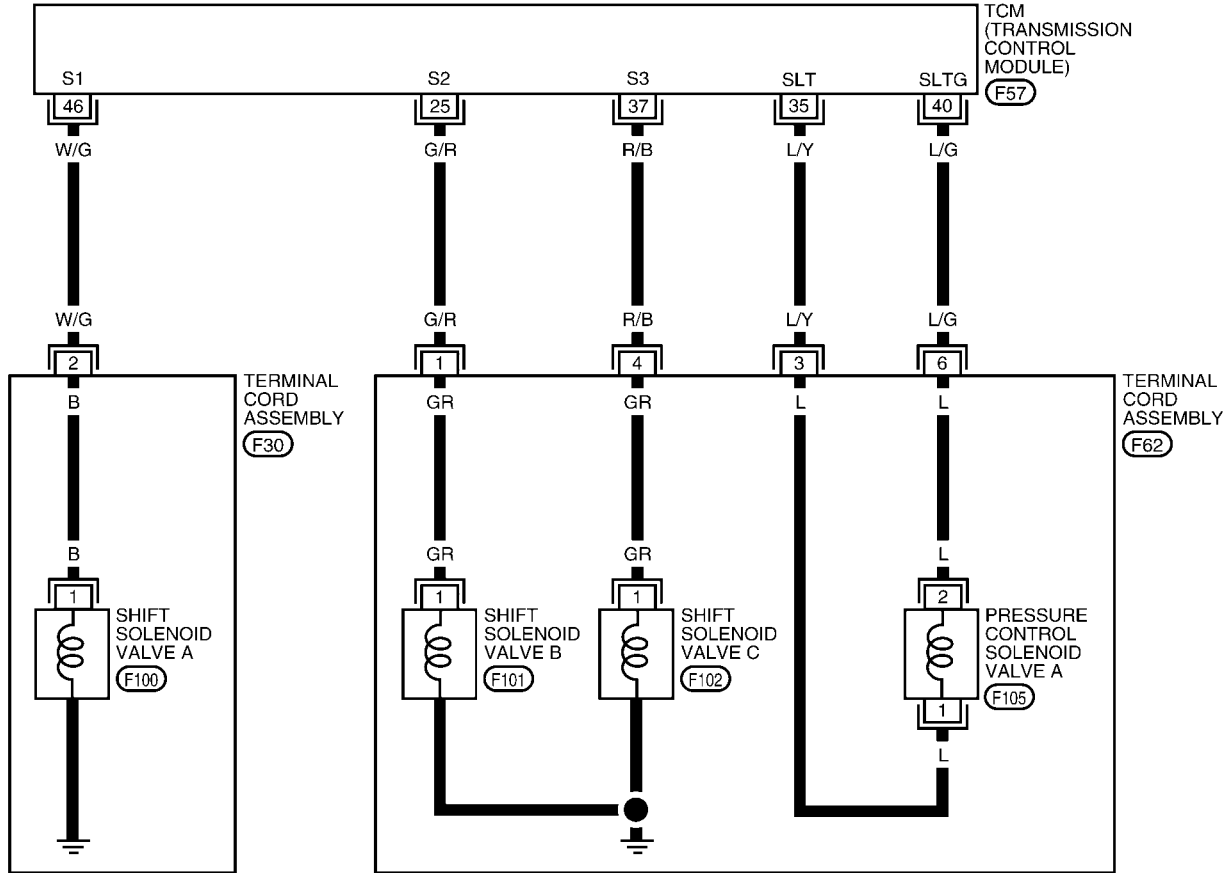 TCM
(TRANSMISSION
CONTROL
MODULE)
F57
S1 S2 S3 SLT SLTG
46 25 37 35 40
W/G G/R R/B L/Y L/G
W/G G/R R/B L/Y L/G
2 1 4 3 6
TERMINAL
CORD
ASSEMBLY
F30
TERMINAL
CORD
ASSEMBLY
F62
B GR GR L L
B GR GR L
1 1 1 2
SHIFT
SOLENOID
VALVE A
F100
SHIFT
SOLENOID
VALVE B
F101
SHIFT
SOLENOID
VALVE C
F102
PRESSURE
CONTROL
SOLENOID
VALVE A
F105
1
L